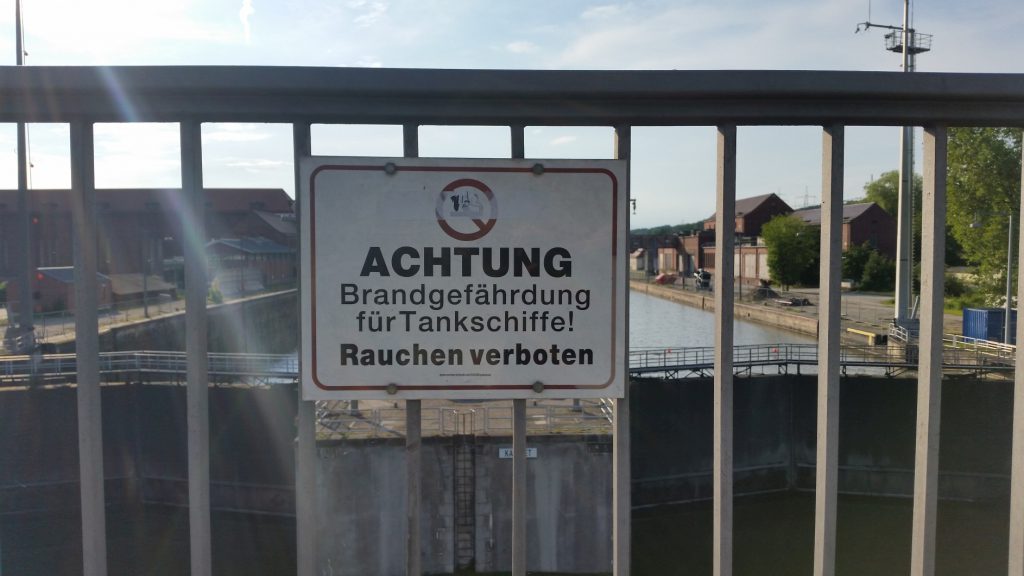 ACHTUNG
Brandgefährdung
für Tankschiffe!
Rauchen verboten